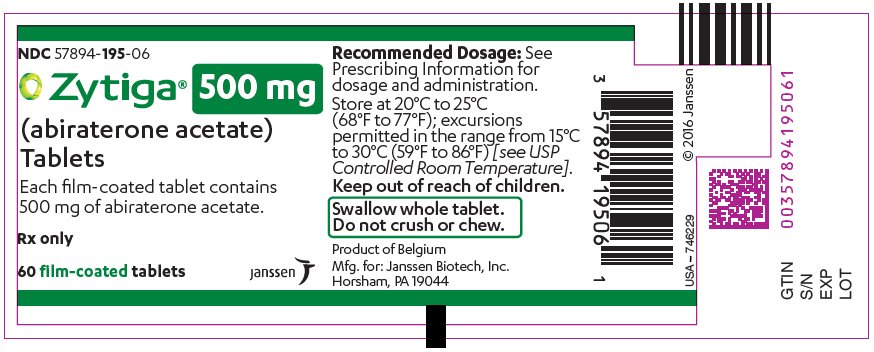 NDC 57894-195-06
Zytiga® 500 mg
(abiraterone acetate)
Tablets
Each film-coated tablet contains
500 mg of abiraterone acetate.
Rx only
60 film-coated tablets
janssen
Recommended Dosage: See
Prescribing Information for
dosage and administration.
Store at 20°C to 25°C
(68°F to 77°F); excursions
permitted in the range from 15°C
to 30°C (59°F to 86°F) [see USP
Controlled Room Temperature].
Keep out of reach of children.
Swallow whole tablet.
Do not crush or chew.
Product of Belgium
Mfg. for: Janssen Biotech, Inc.
Horsham, PA 19044
3 57894 19506 1
© 2016 Janssen
USA – 746229
00357894195061
GTIN
S/N
EXP
LOT